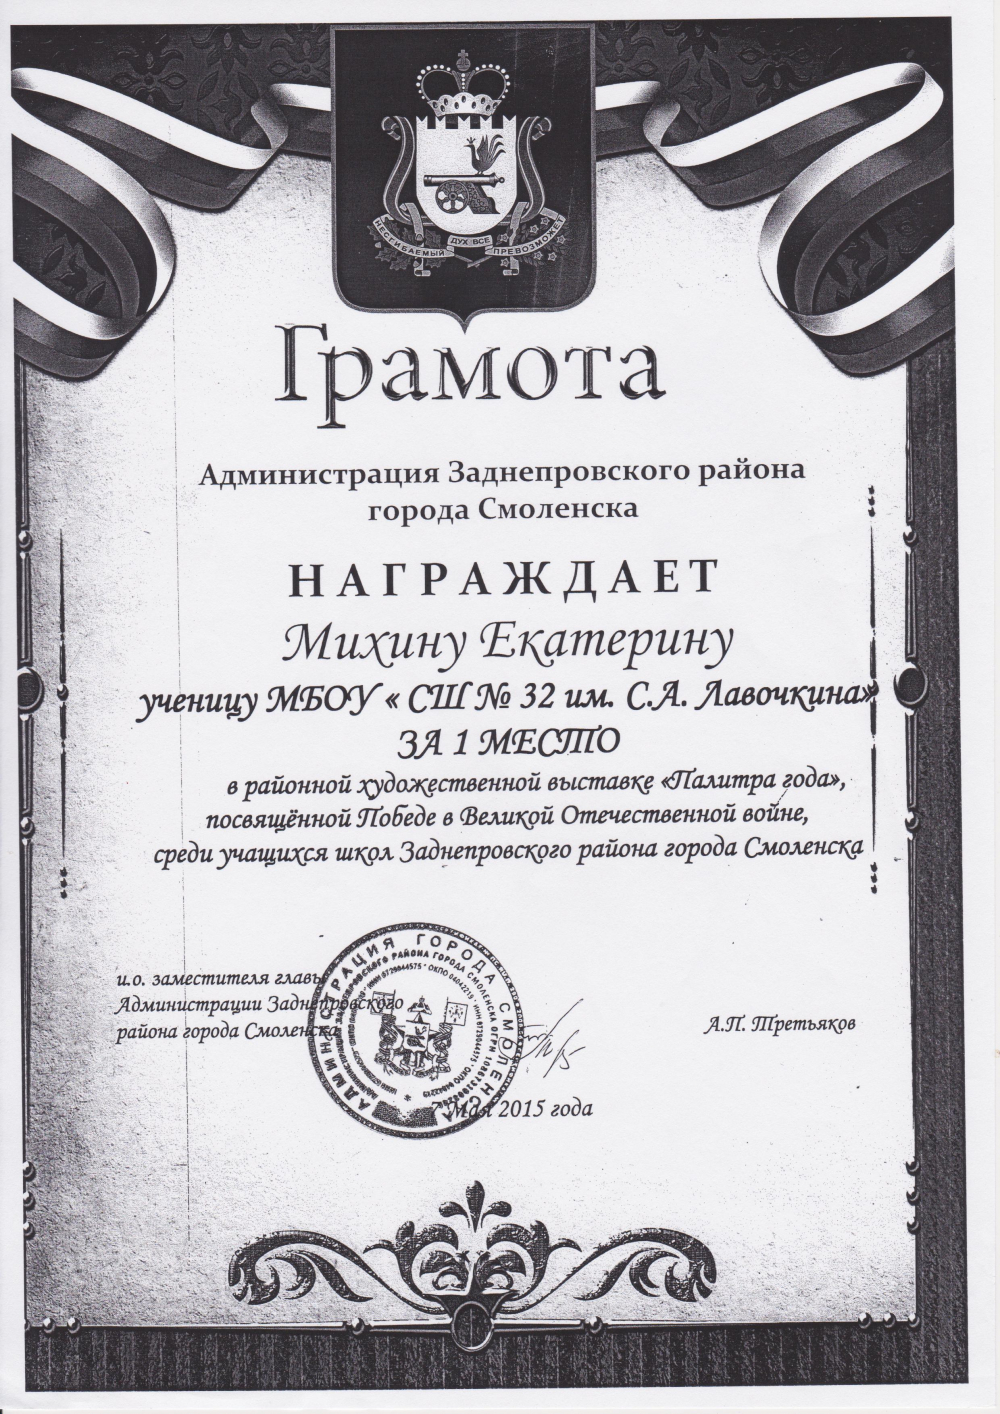 НЕСГИБАЕМЫЙ ДУХ ВСЕ ПРЕВОЗМОЖЕТ
Грамота
Администрация Заднепровского района
города Смоленска
НАГРАЖДАЕТ
Михину Екатерину
ученицу МБОУ « СШ № 32 им. С.А. Лавочкина»
ЗА 1 МЕСТО
в районной художественной выставке «Палитра года»,
посвящённой Победе в Великой Отечественной войне,
среди учащихся школ Заднепровского района города Смоленска
и.о. заместителя главы
Администрации Заднепровского
района города Смоленска
А.П. Третьяков
АДМИНИСТРАЦИЯ ГОРОДА СМОЛЕНСКА
7 Мая 2015 года